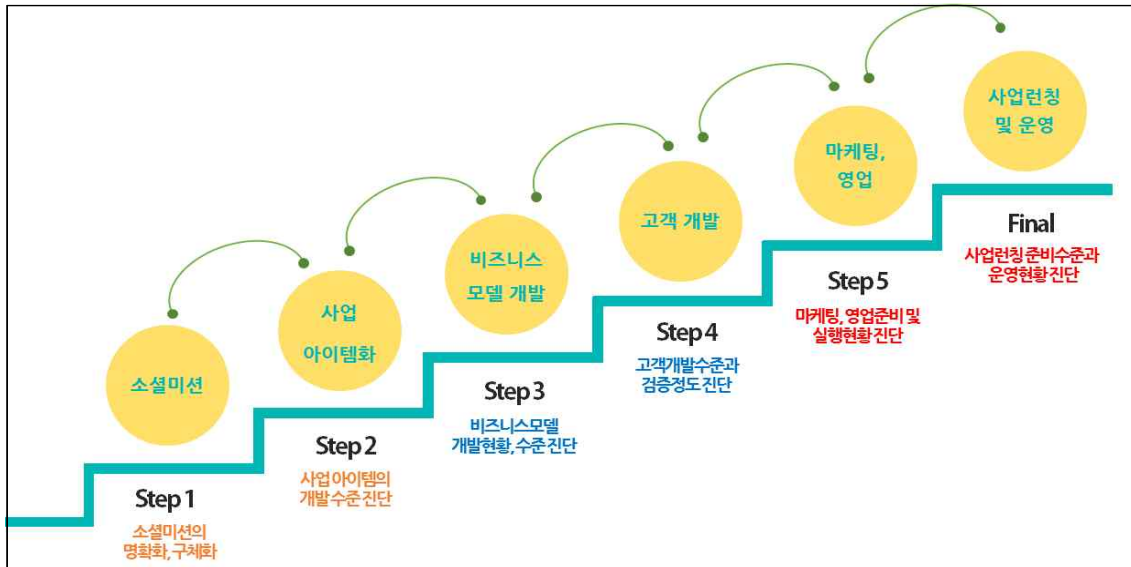 소셜미션
Step 1
소셜미션의
명확화, 구체화
사업
아이템화
Step 2
사업 아이템의
개발 수준 진단
비즈니스
모델 개발
Step 3
비즈니스모델
개발현황, 수준 진단
고객 개발
Step 4
고객개발수준과
검증정도 진단
마케팅,
영업
Step 5
마케팅, 영업준비 및
실행현황 진단
사업런칭
및 운영
Final
사업런칭 준비수준과
운영현황 진단